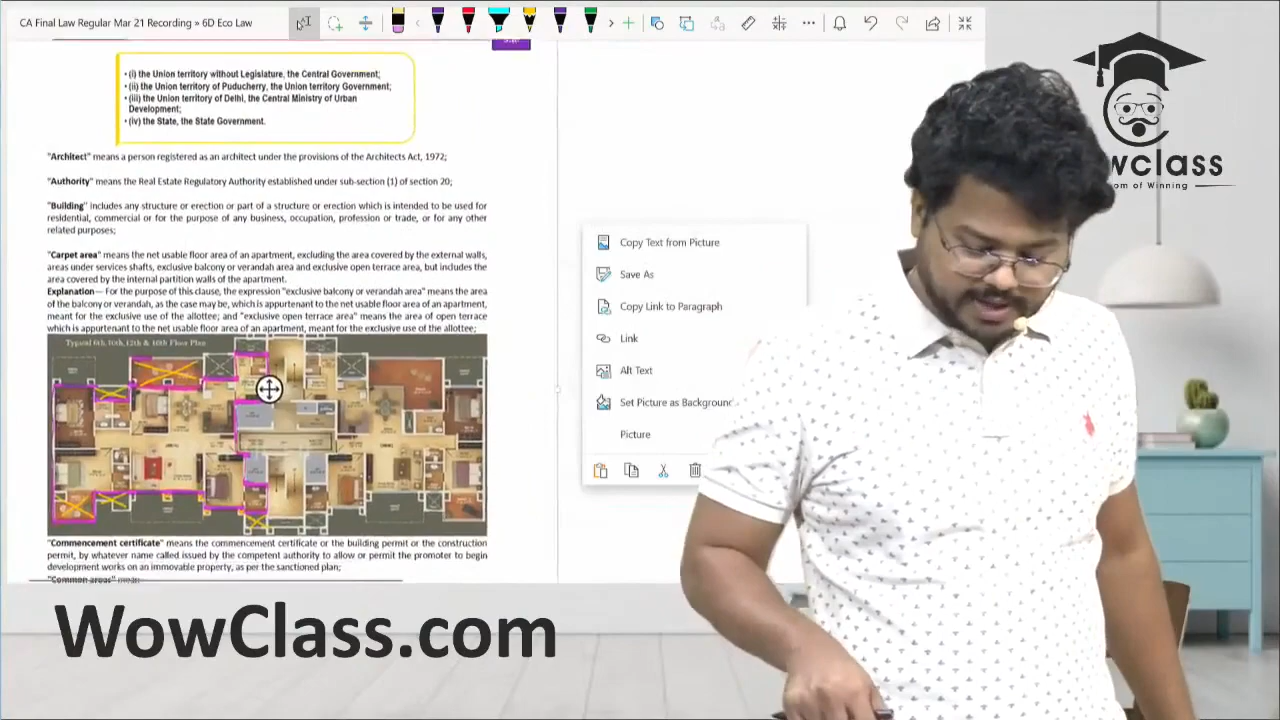 CA Final Law Regular Mar 21 Recording » 6D Eco Law
• (i) the Union territory without Legislature, the Central Government;
• (ii) the Union territory of Puducherry, the Union territory Government;
• (iii) the Union territory of Delhi, the Central Ministry of Urban
Development;
• (iv) the State, the State Government.
"Architect" means a person registered as an architect under the provisions of the Architects Act, 1972;
"Authority" means the Real Estate Regulatory Authority established under sub-section (1) of section 20;
"Building" includes any structure or erection or part of a structure or erection which is intended to be used for
residential, commercial or for the purpose of any business, occupation, profession or trade, or for any other
related purposes;
"Carpet area" means the net usable floor area of an apartment, excluding the area covered by the external walls,
areas under services shafts, exclusive balcony or verandah area and exclusive open terrace area, but includes the
area covered by the internal partition walls of the apartment.
Explanation— For the purpose of this clause, the expression "exclusive balcony or verandah area" means the area
of the balcony or verandah, as the case may be, which is appurtenant to the net usable floor area of an apartment,
meant for the exclusive use of the allottee; and "exclusive open terrace area" means the area of open terrace
which is appurtenant to the net usable floor area of an apartment, meant for the exclusive use of the allottee;
Typical 6th, 10th, 12th & 16th Floor Plan
"Commencement certificate" means the commencement certificate or the building permit or the construction
permit, by whatever name called issued by the competent authority to allow or permit the promoter to begin
development works on an immovable property, as per the sanctioned plan;
"Common areas" mean
Copy Text from Picture
Save As
Copy Link to Paragraph
Link
Alt Text
Set Picture as Background
Picture
wclass
om of Winning
WowClass.com